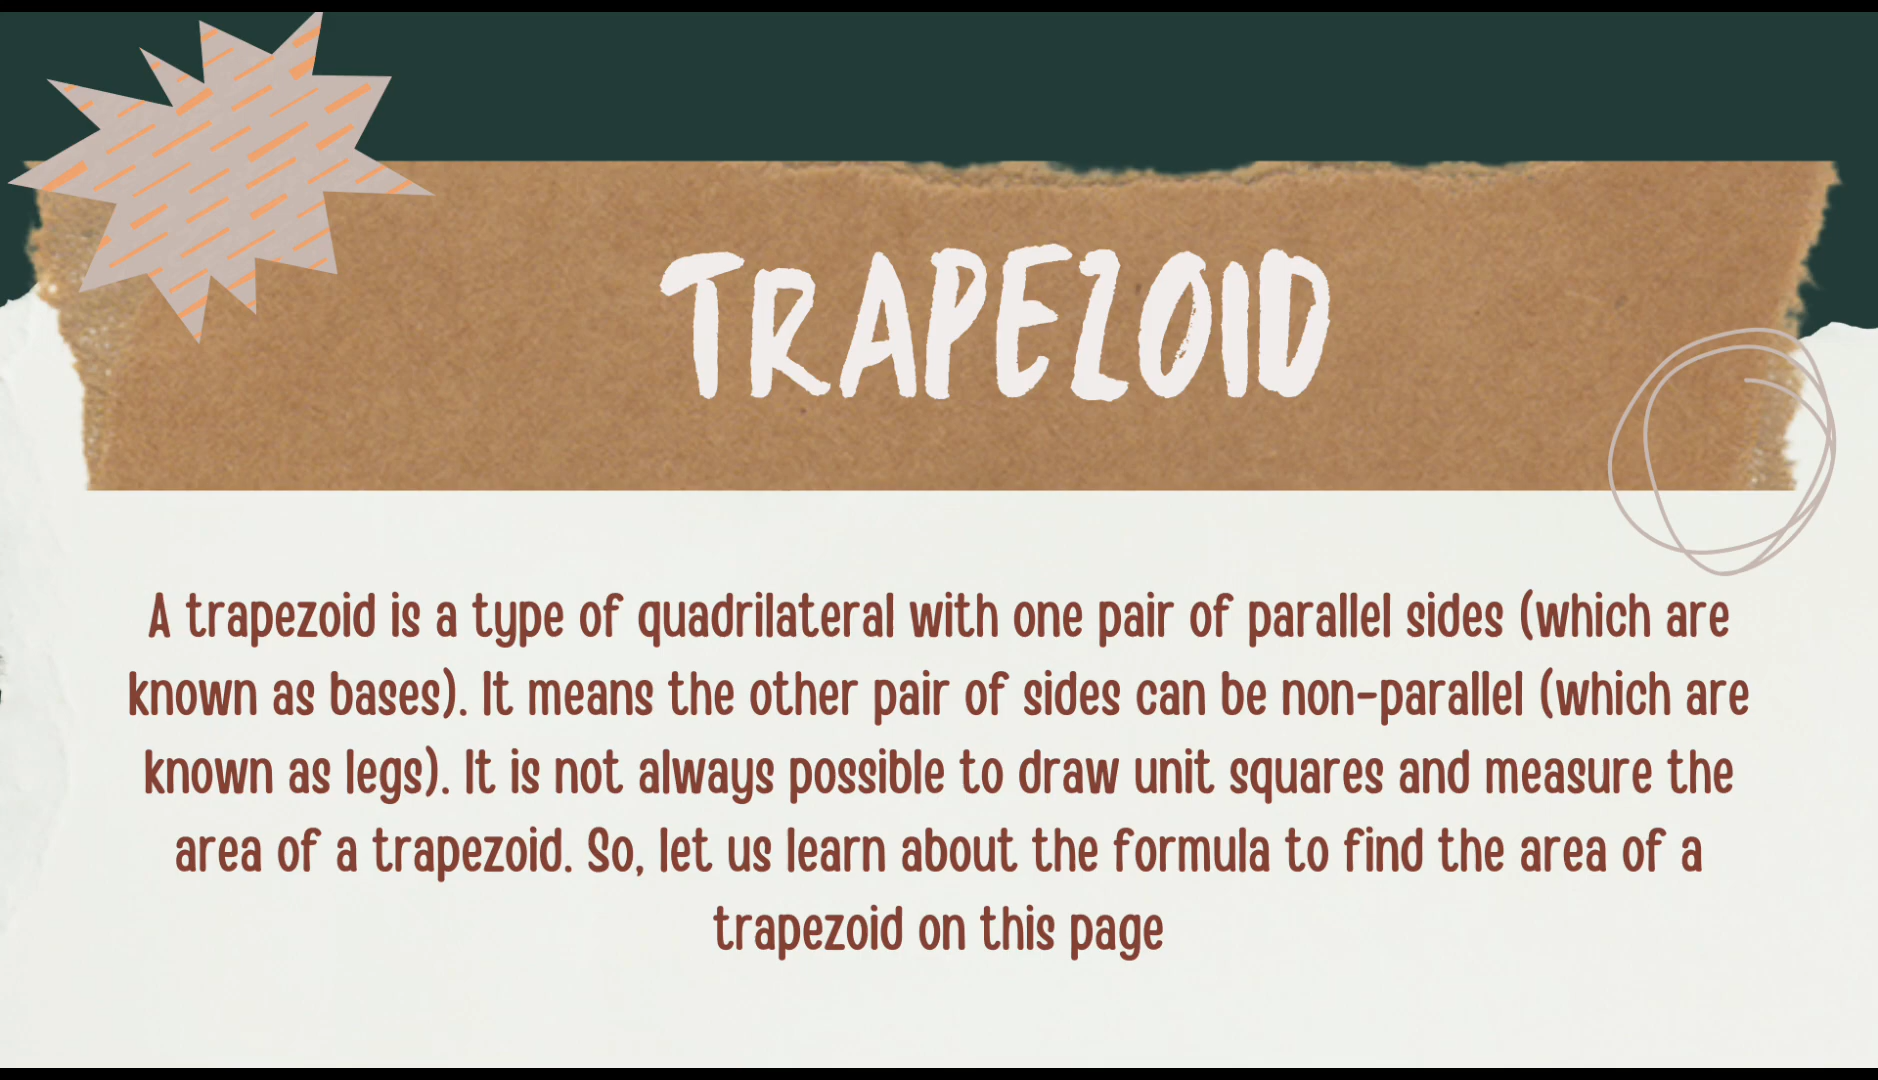 TRAPEZOID
A trapezoid is a type of quadrilateral with one pair of parallel sides (which are
known as bases). It means the other pair of sides can be non-parallel (which are
known as legs). It is not always possible to draw unit squares and measure the
area of a trapezoid. So, let us learn about the formula to find the area of a
trapezoid on this page